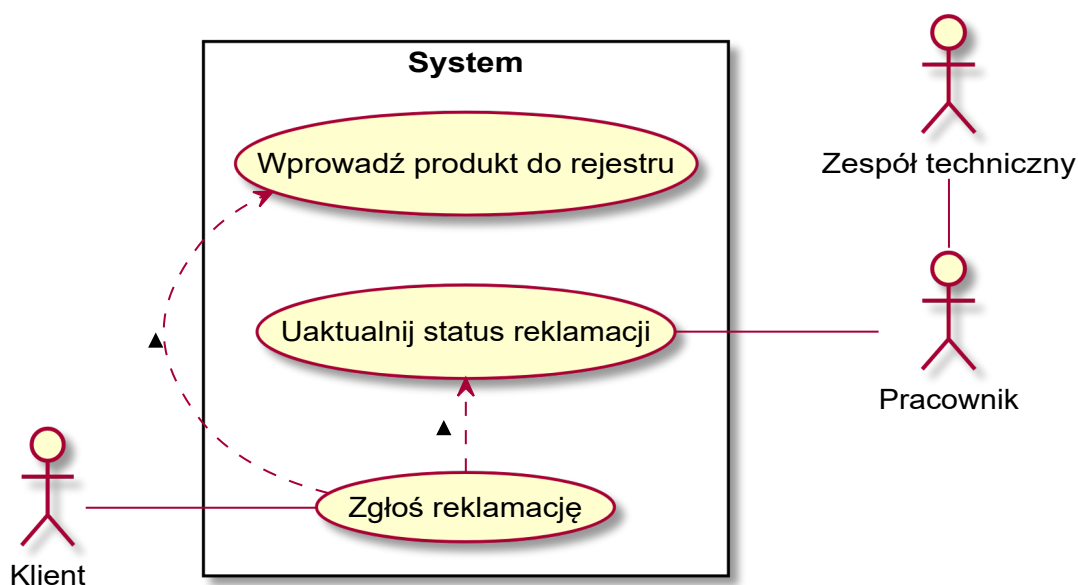 System
Wprowadź produkt do rejestru
Zespół techniczny
Uaktualnij status reklamacji
Pracownik
Zgłoś reklamację
Klient